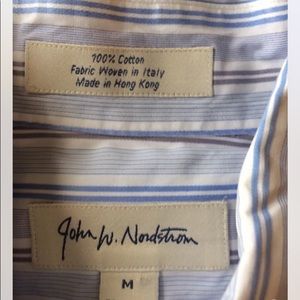 100% Cotton
Fabric Woven in Italy
Made in Hong Kong
John W. Nordstrom
M